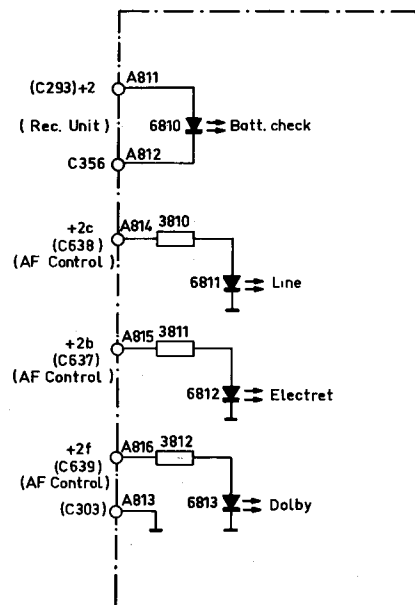 A811
(C293)+2
6810 Batt. check
( Rec. Unit )
A812
C356
+2c A814 3810
(C638)
(AF Control )
6811 Line
+2b A815 3811
(C637)
(AF Control )
6812 Electret
+2f A816 3812
(C639)
(AF Control )
A813
(C303)
6813 Dolby